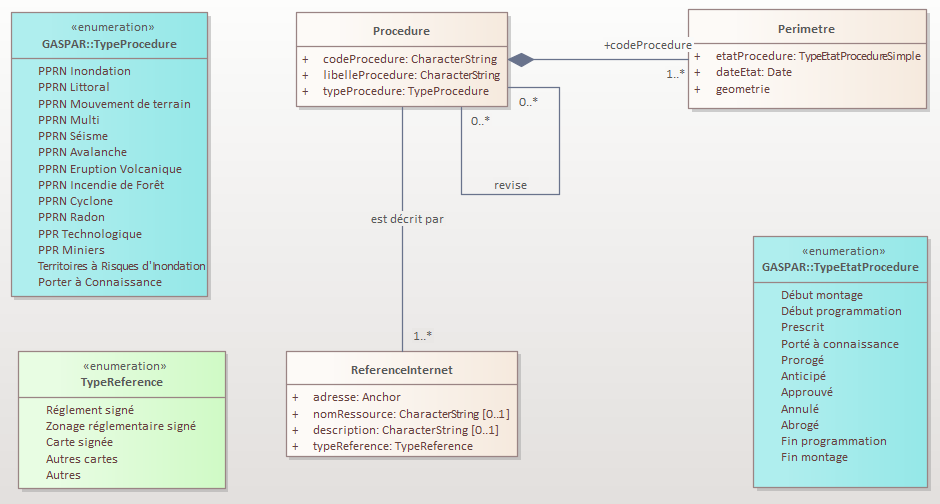 «enumeration»
GASPAR::TypeProcedure
PPRN Inondation
PPRN Littoral
PPRN Mouvement de terrain
PPRN Multi
PPRN Séisme
PPRN Avalanche
PPRN Eruption Volcanique
PPRN Incendie de Forêt
PPRN Cyclone
PPRN Radon
PPR Technologique
PPR Miniers
Territoires à Risques d'Inondation
Porter à Connaissance
Procedure
+ codeProcedure: CharacterString
+ libelleProcedure: CharacterString
+ typeProcedure: TypeProcedure
+codeProcedure
1..*
Perimetre
+ etatProcedure: TypeEtatProcedureSimple
+ dateEtat: Date
+ geometrie
0..*
0..*
revise
est décrit par
1..*
«enumeration»
GASPAR::TypeEtatProcedure
Début montage
Début programmation
Prescrit
Porté à connaissance
Prorogé
Anticipé
Approuvé
Annulé
Abrogé
Fin programmation
Fin montage
«enumeration»
TypeReference
Réglement signé
Zonage réglementaire signé
Carte signée
Autres cartes
Autres
ReferenceInternet
+ adresse: Anchor
+ nomRessource: CharacterString [0..1]
+ description: CharacterString [0..1]
+ typeReference: TypeReference